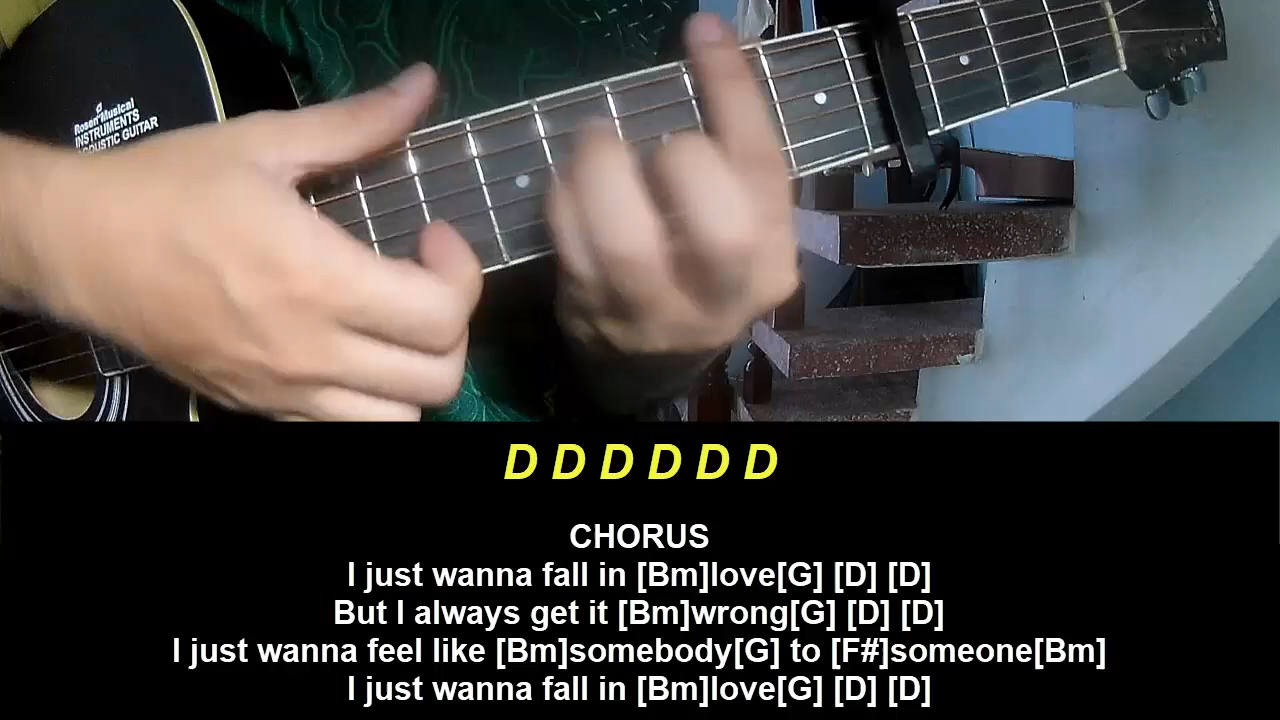 Rosen Musical
INSTRUMENTS
ACOUSTIC GUITAR
D D D D D D
CHORUS
I just wanna fall in [Bm]love[G] [D] [D]
But I always get it [Bm]wrong[G] [D] [D]
I just wanna feel like [Bm]somebody[G] to [F#]someone[Bm]
I just wanna fall in [Bm]love[G] [D] [D]